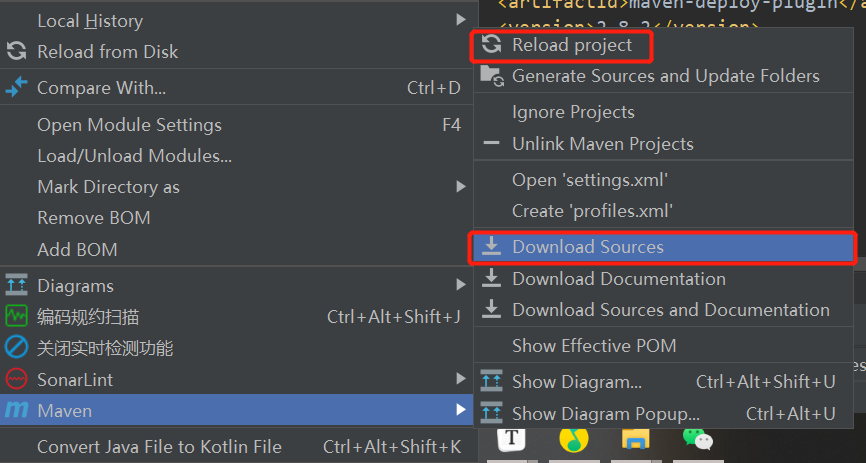 Local History
Reload from Disk
Compare With... Ctrl+D
Open Module Settings F4
Load/Unload Modules...
Mark Directory as
Remove BOM
Add BOM
Diagrams
编码规约扫描 Ctrl+Alt+Shift+J
关闭实时检测功能
SonarLint
Maven
Convert Java File to Kotlin File Ctrl+Alt+Shift+K
<artifactId>maven-deploy-plugin</a
<version>2.8.2</version>
Reload project
Generate Sources and Update Folders
Ignore Projects
Unlink Maven Projects
Open 'settings.xml'
Create 'profiles.xml'
Download Sources
Download Documentation
Download Sources and Documentation
Show Effective POM
Show Diagram... Ctrl+Alt+Shift+U
Show Diagram Popup... Ctrl+Alt+U
es
T